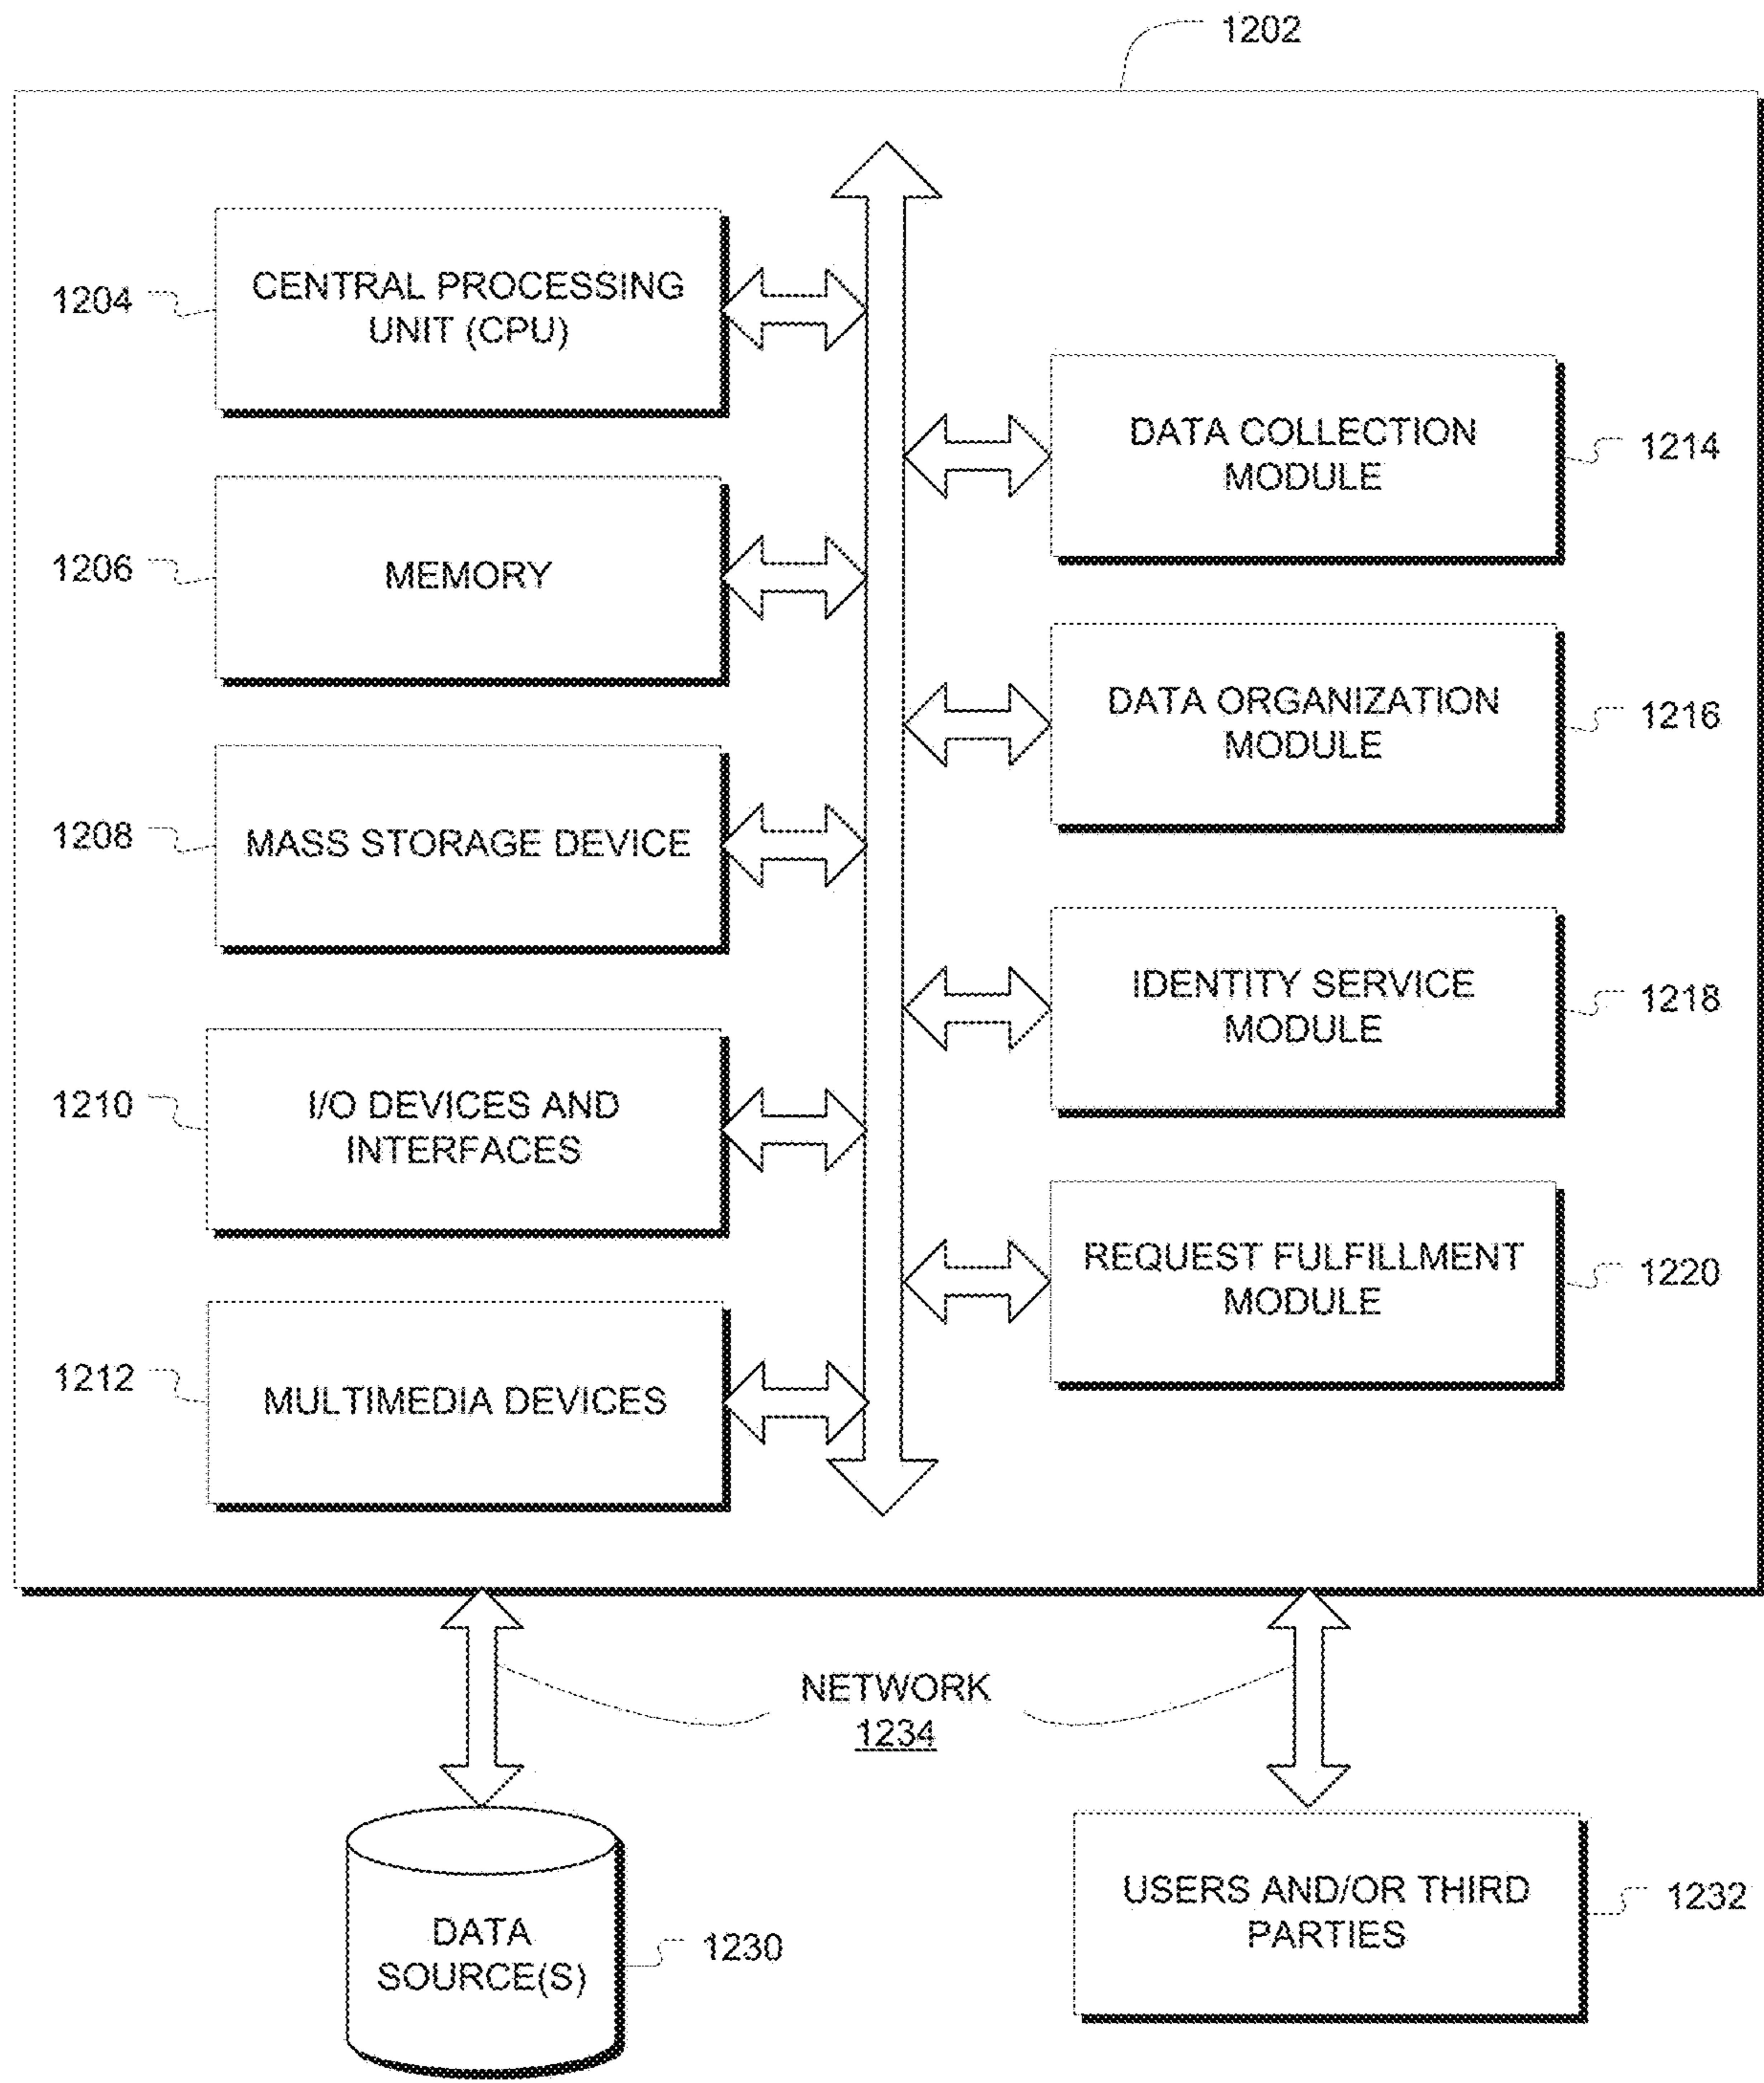 1202
1204
CENTRAL PROCESSING
UNIT (CPU)
1206
MEMORY
1208
MASS STORAGE DEVICE
1210
I/O DEVICES AND
INTERFACES
1212
MULTIMEDIA DEVICES
DATA COLLECTION
MODULE
1214
DATA ORGANIZATION
MODULE
1216
IDENTITY SERVICE
MODULE
1218
REQUEST FULFILLMENT
MODULE
1220
NETWORK
1234
DATA
SOURCE(S)
1230
USERS AND/OR THIRD
PARTIES
1232